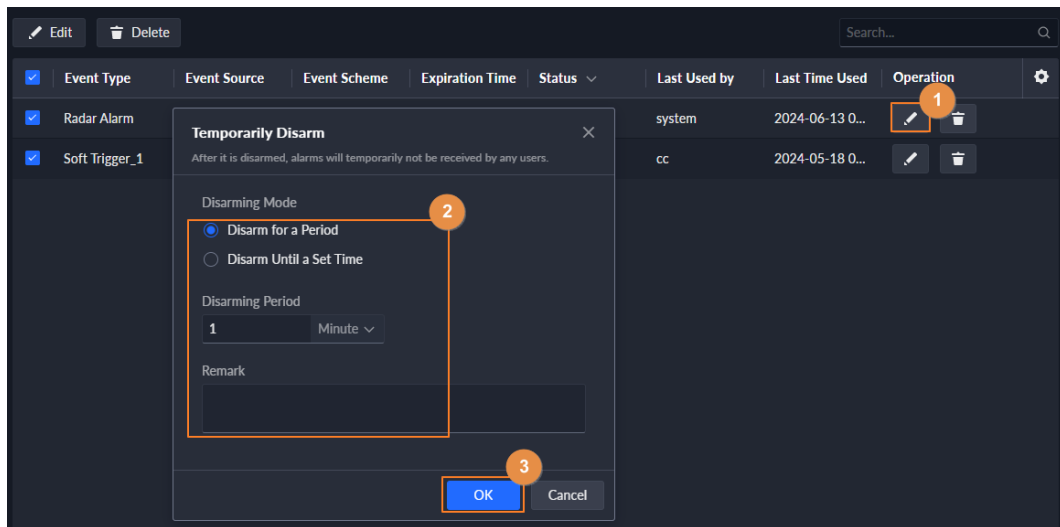 Edit Delete Search...
Event Type Event Source Event Scheme Expiration Time Status Last Used by Last Time Used Operation
1
Radar Alarm system 2024-06-13 0...
Soft Trigger_1 cc 2024-05-18 0...
Temporarily Disarm
After it is disarmed, alarms will temporarily not be received by any users.
Disarming Mode
2
Disarm for a Period
Disarm Until a Set Time
Disarming Period
1 Minute
Remark
3
OK Cancel